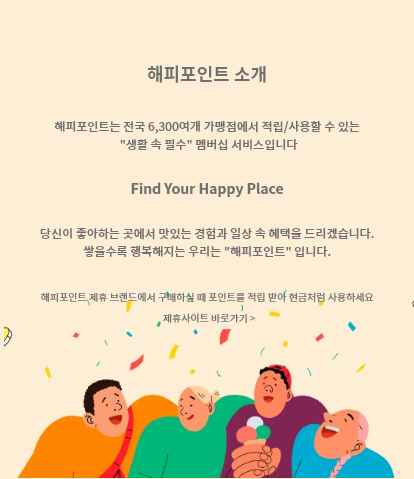 해피포인트 소개
해피포인트는 전국 6,300여개 가맹점에서 적립/사용할 수 있는
"생활 속 필수" 멤버십 서비스입니다
Find Your Happy Place
당신이 좋아하는 곳에서 맛있는 경험과 일상 속 혜택을 드리겠습니다.
쌓을수록 행복해지는 우리는 "해피포인트" 입니다.
해피포인트 제휴 브랜드에서 구매하실 때 포인트를 적립 받아 현금처럼 사용하세요
제휴사이트 바로가기 >